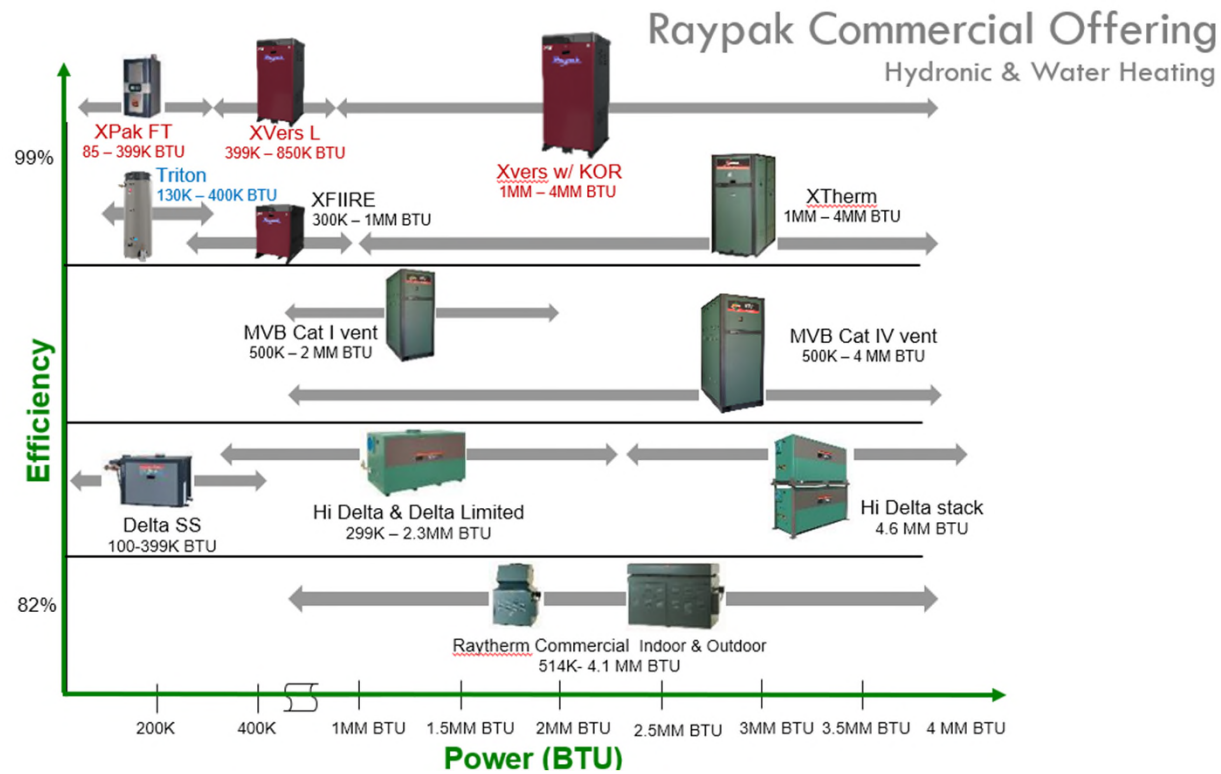 Raypak Commercial Offering
Hydronic & Water Heating
XPak FT
85 – 399K BTU
XVers L
399K – 850K BTU
Xvers w/ KOR
1MM – 4MM BTU
99%
Triton
130K – 400K BTU
XFIIRE
300K – 1MM BTU
XTherm
1MM – 4MM BTU
MVB Cat I vent
500K – 2 MM BTU
MVB Cat IV vent
500K – 4 MM BTU
Efficiency
Delta SS
100-399K BTU
Hi Delta & Delta Limited
299K – 2.3MM BTU
Hi Delta stack
4.6 MM BTU
82%
Raytherm Commercial Indoor & Outdoor
514K- 4.1 MM BTU
200K
400K
1MM BTU
1.5MM BTU
2MM BTU
2.5MM BTU
3MM BTU
3.5MM BTU
4 MM BTU
Power (BTU)